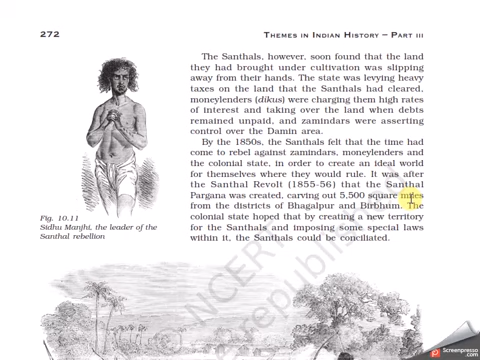 272
THEMES IN INDIAN HISTORY – PART III
The Santhals, however, soon found that the land
they had brought under cultivation was slipping
away from their hands. The state was levying heavy
taxes on the land that the Santhals had cleared,
moneylenders (dikus) were charging them high rates
of interest and taking over the land when debts
remained unpaid, and zamindars were asserting
control over the Damin area.
By the 1850s, the Santhals felt that the time had
come to rebel against zamindars, moneylenders and
the colonial state, in order to create an ideal world
for themselves where they would rule. It was after
the Santhal Revolt (1855-56) that the Santhal
Pargana was created, carving out 5,500 square miles
from the districts of Bhagalpur and Birbhum. The
colonial state hoped that by creating a new territory
for the Santhals and imposing some special laws
within it, the Santhals could be conciliated.
Fig. 10.11
Sidhu Manjhi, the leader of the
Santhal rebellion
NCERT
republished
Screenpresso
.com